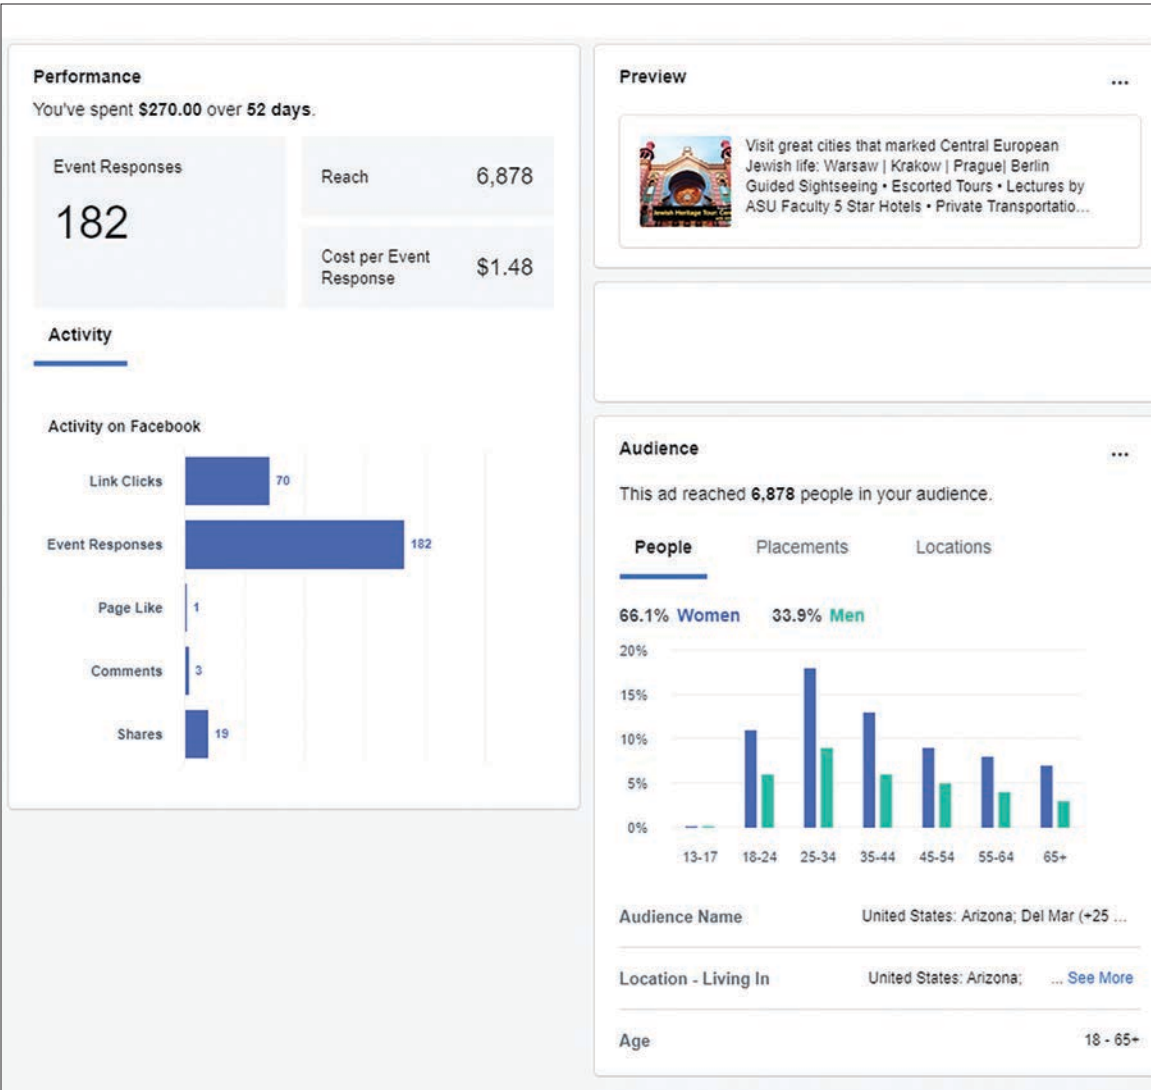 Performance
You've spent $270.00 over 52 days.
Event Responses
182
Reach 6,878
Cost per Event
Response
$1.48
Activity
Activity on Facebook
Link Clicks 70
Event Responses 182
Page Like 1
Comments 3
Shares 19
Preview ...
Visit great cities that marked Central European
Jewish life: Warsaw | Krakow | Prague| Berlin
Guided Sightseeing • Escorted Tours • Lectures by
ASU Faculty 5 Star Hotels • Private Transportatio...
Jewish Heritage Tour:
Audience ...
This ad reached 6,878 people in your audience.
People Placements Locations
66.1% Women 33.9% Men
20%
15%
10%
5%
0%
13-17 18-24 25-34 35-44 45-54 55-64 65+
Audience Name United States: Arizona; Del Mar (+25 ...
Location - Living In United States: Arizona; ... See More
Age 18 - 65+